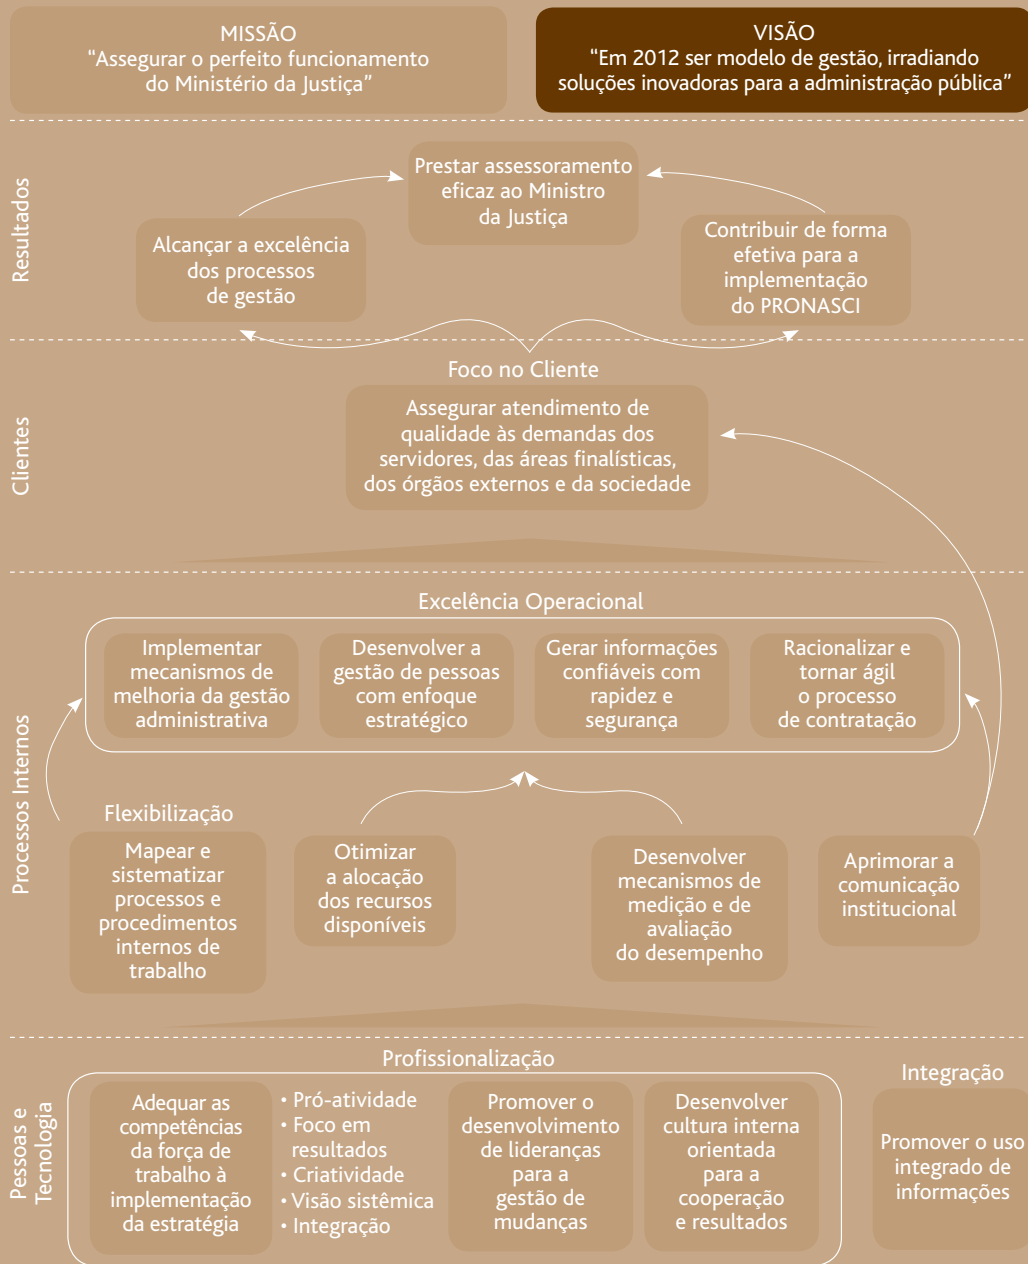 MISSÃO
“Assegurar o perfeito funcionamento
do Ministério da Justiça”
VISÃO
“Em 2012 ser modelo de gestão, irradiando
soluções inovadoras para a administração pública”
Resultados
Prestar assessoramento
eficaz ao Ministro
da Justiça
Alcançar a excelência
dos processos
de gestão
Contribuir de forma
efetiva para a
implementação
do PRONASCI
Clientes
Foco no Cliente
Assegurar atendimento de
qualidade às demandas dos
servidores, das áreas finalísticas,
dos órgãos externos e da sociedade
Processos Internos
Excelência Operacional
Implementar
mecanismos de
melhoria da gestão
administrativa
Desenvolver a
gestão de pessoas
com enfoque
estratégico
Gerar informações
confiáveis com
rapidez e
segurança
Racionalizar e
tornar ágil
o processo
de contratação
Flexibilização
Mapear e
sistematizar
processos e
procedimentos
internos de
trabalho
Otimizar
a alocação
dos recursos
disponíveis
Desenvolver
mecanismos de
medição e de
avaliação
do desempenho
Aprimorar a
comunicação
institucional
Pessoas e
Tecnologia
Profissionalização
Adequar as
competências
da força de
trabalho à
implementação
da estratégia
• Pró-atividade
• Foco em
resultados
• Criatividade
• Visão sistêmica
• Integração
Promover o
desenvolvimento
de lideranças
para a
gestão de
mudanças
Desenvolver
cultura interna
orientada
para a
cooperação
e resultados
Integração
Promover o uso
integrado de
informações